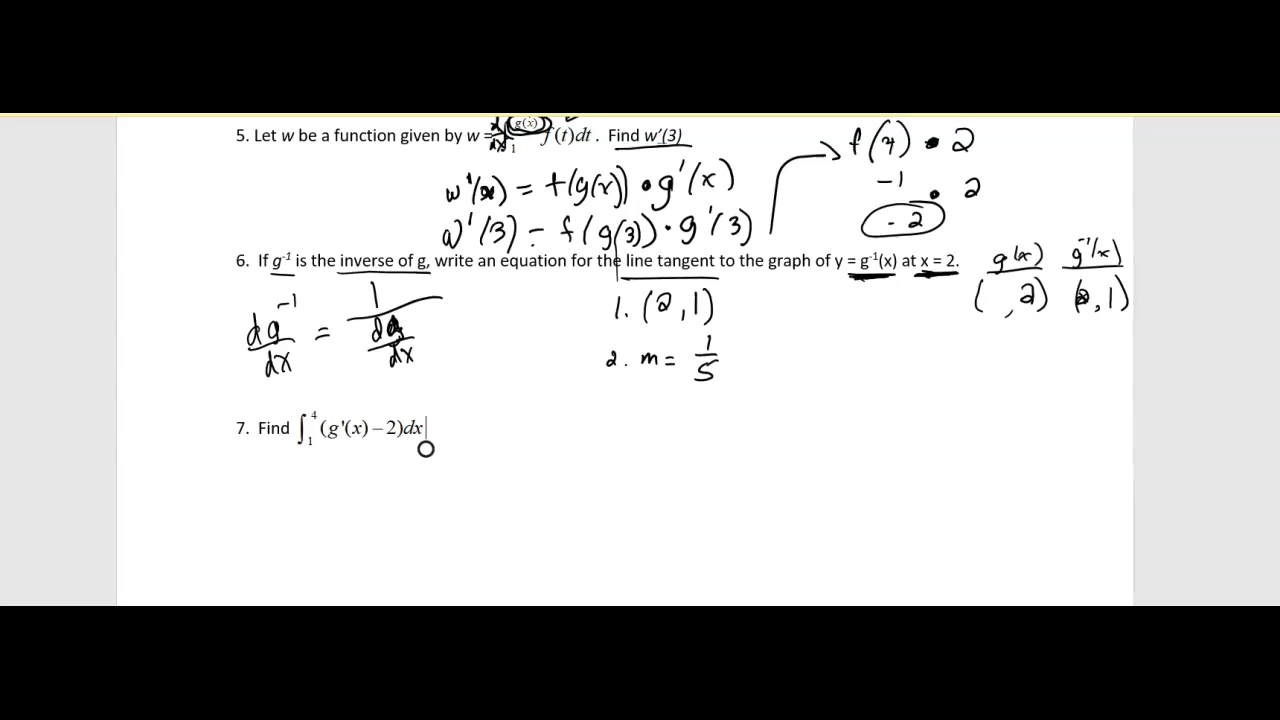 5. Let w be a function given by w = d/dx ∫₁^g(x) f(t)dt . Find w'(3)
w'(x) = f(g(x)) • g'(x)
w'(3) = f(g(3)) • g'(3)
f(4) • 2
-1 • 2
-2
6. If g⁻¹ is the inverse of g, write an equation for the line tangent to the graph of y = g⁻¹(x) at x = 2.
g(x) g⁻¹(x)
( , 2) (2, 1)
dg⁻¹/dx = 1/(dg/dx)
1. (2, 1)
2. m = 1/5
7. Find ∫₁⁴ (g'(x) – 2)dx